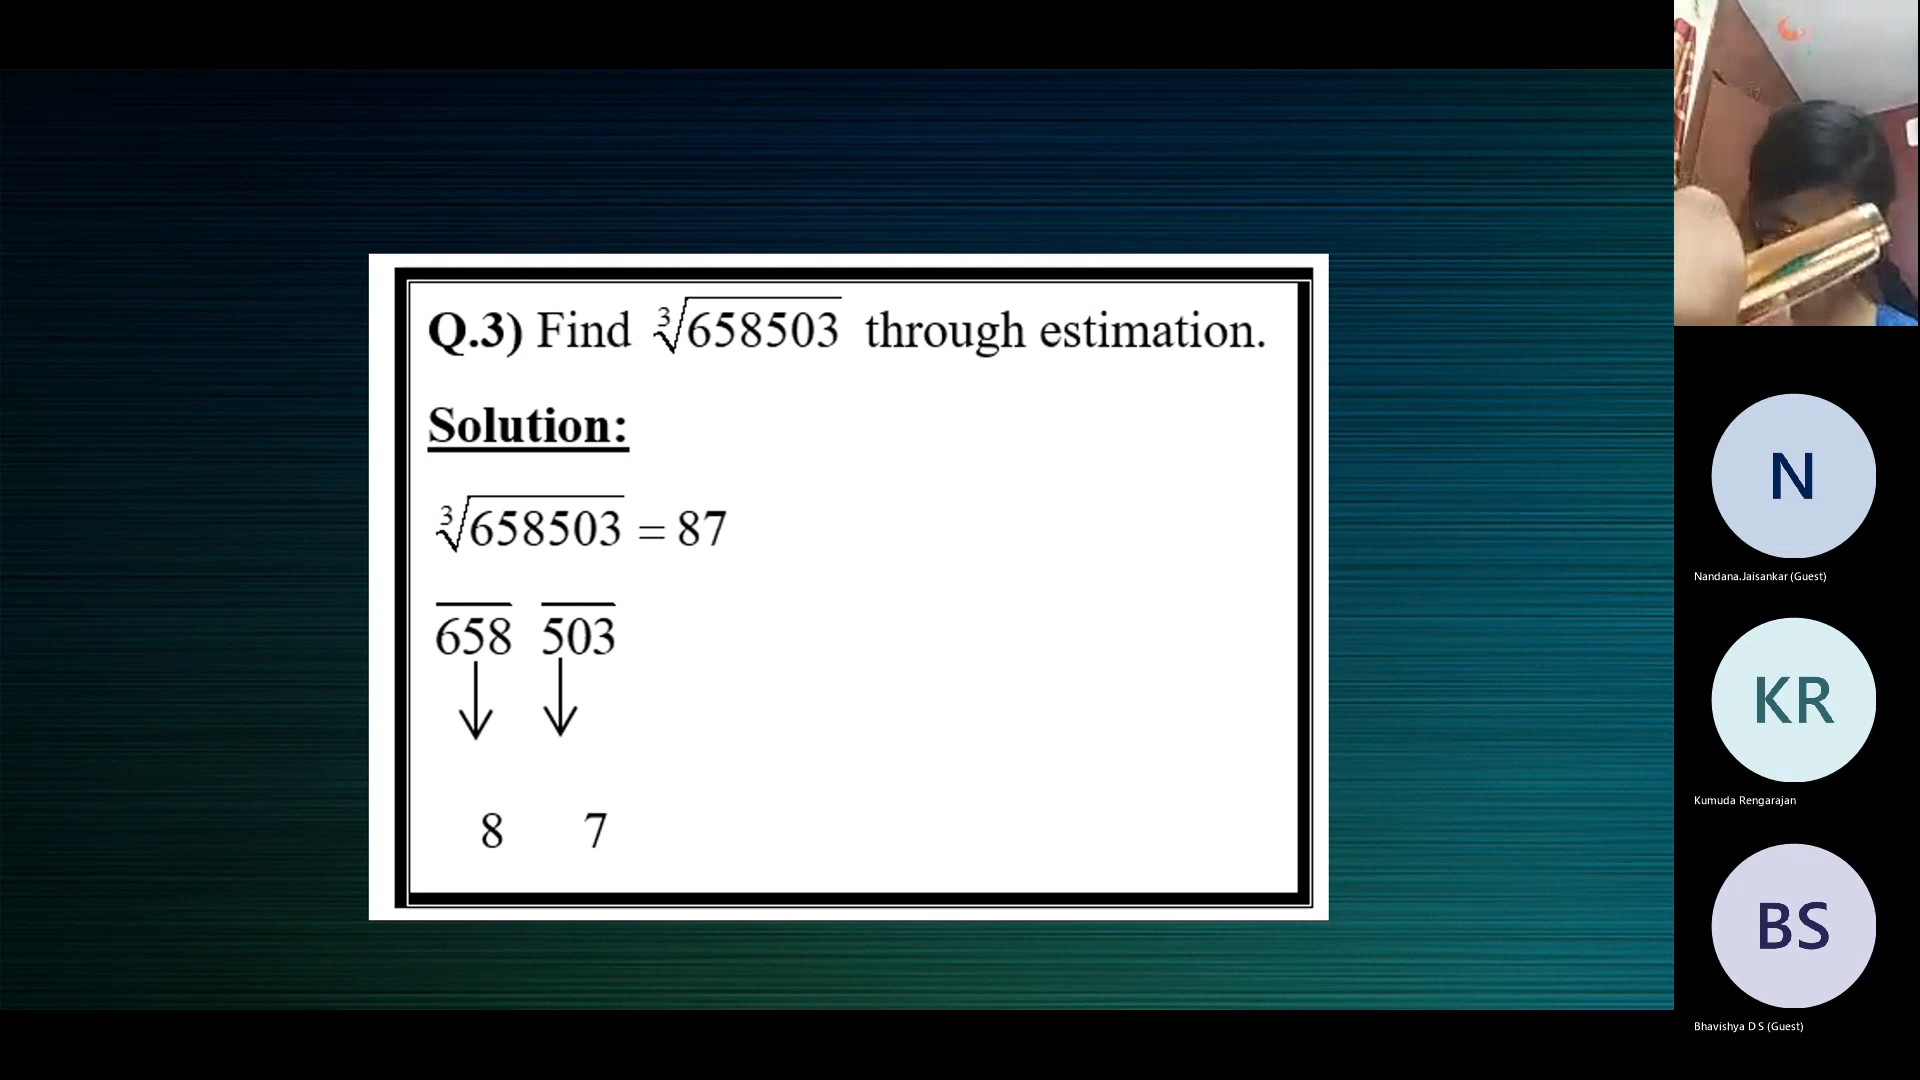 Q.3) Find ∛658503 through estimation.
Solution:
∛658503 = 87
658 503
8 7
N
Nandana.Jaisankar (Guest)
KR
Kumuda Rengarajan
BS
Bhavishya D S (Guest)